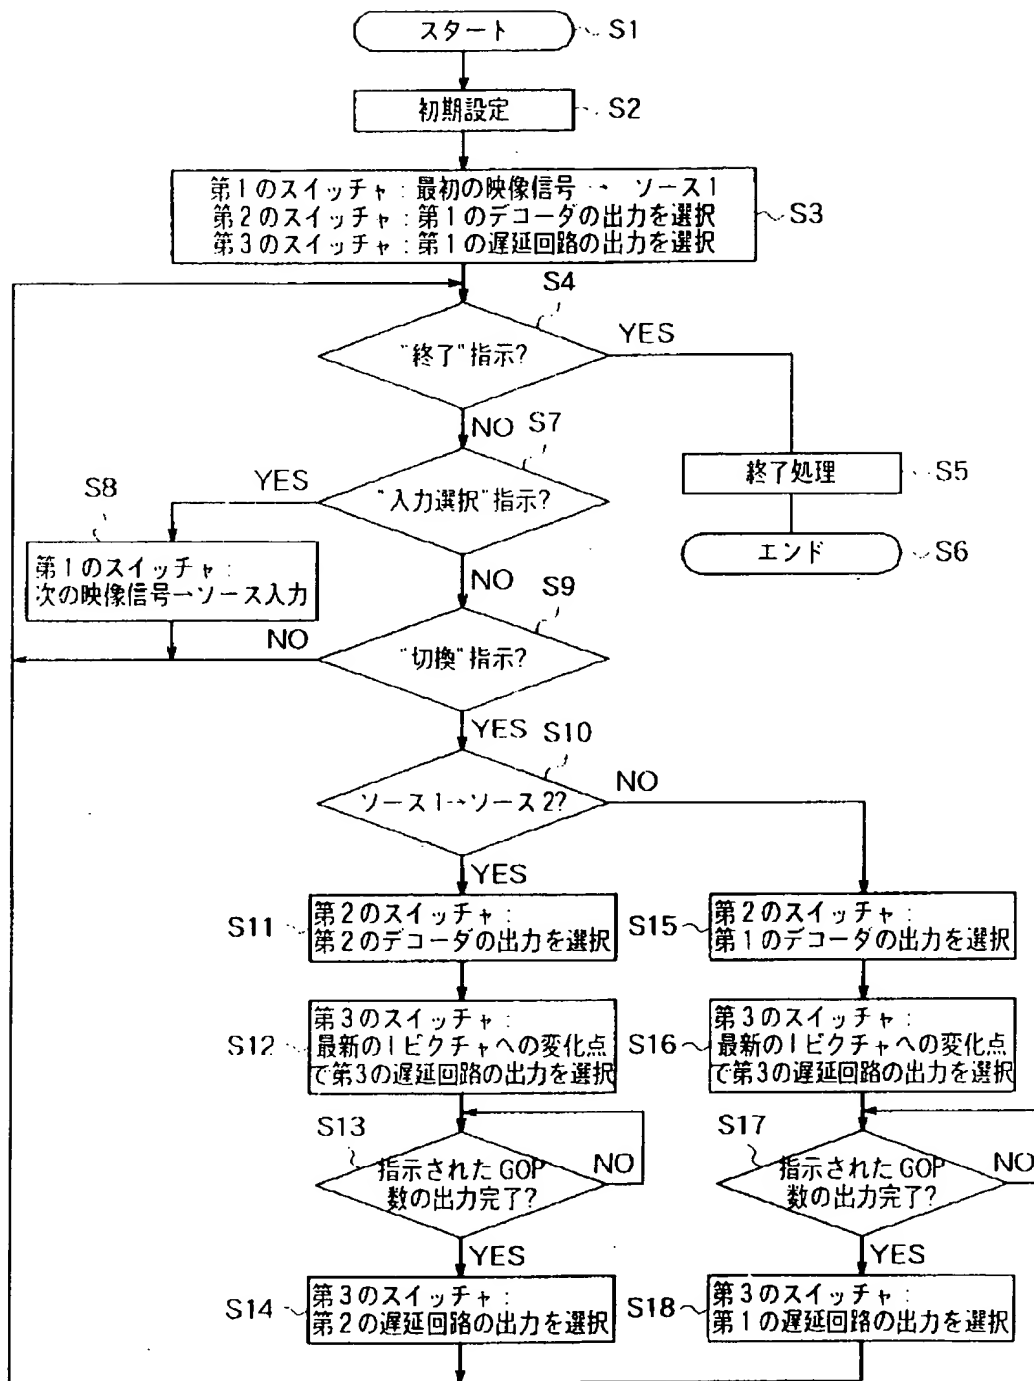 スタート S1
初期設定 S2
第1のスイッチャ:最初の映像信号→ ソース1
第2のスイッチャ:第1のデコーダの出力を選択
第3のスイッチャ:第1の遅延回路の出力を選択
S3
S4
"終了"指示?
YES
NO
S7
終了処理 S5
エンド S6
"入力選択"指示?
YES
S8
第1のスイッチャ:
次の映像信号→ソース入力
NO
S9
"切換"指示?
NO
YES
S10
ソース1→ソース2?
NO
YES
S11
第2のスイッチャ:
第2のデコーダの出力を選択
S15
第2のスイッチャ:
第1のデコーダの出力を選択
S12
第3のスイッチャ:
最新のIピクチャへの変化点
で第3の遅延回路の出力を選択
S16
第3のスイッチャ:
最新のIピクチャへの変化点
で第3の遅延回路の出力を選択
S13
指示されたGOP
数の出力完了?
NO
YES
S17
指示されたGOP
数の出力完了?
NO
YES
S14
第3のスイッチャ:
第2の遅延回路の出力を選択
S18
第3のスイッチャ:
第1の遅延回路の出力を選択